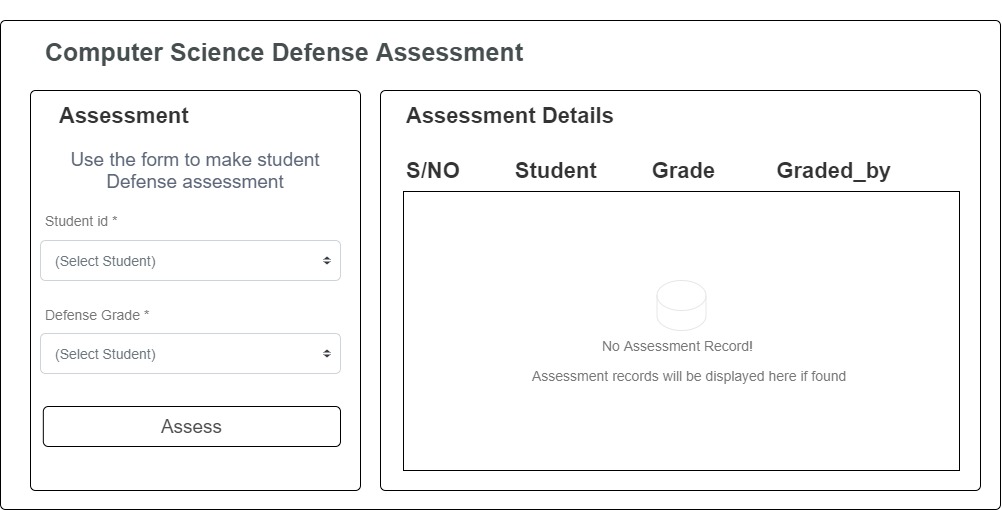 Computer Science Defense Assessment
Assessment
Use the form to make student
Defense assessment
Student id *
(Select Student)
Defense Grade *
(Select Student)
Assess
Assessment Details
S/NO Student Grade Graded_by
No Assessment Record!
Assessment records will be displayed here if found